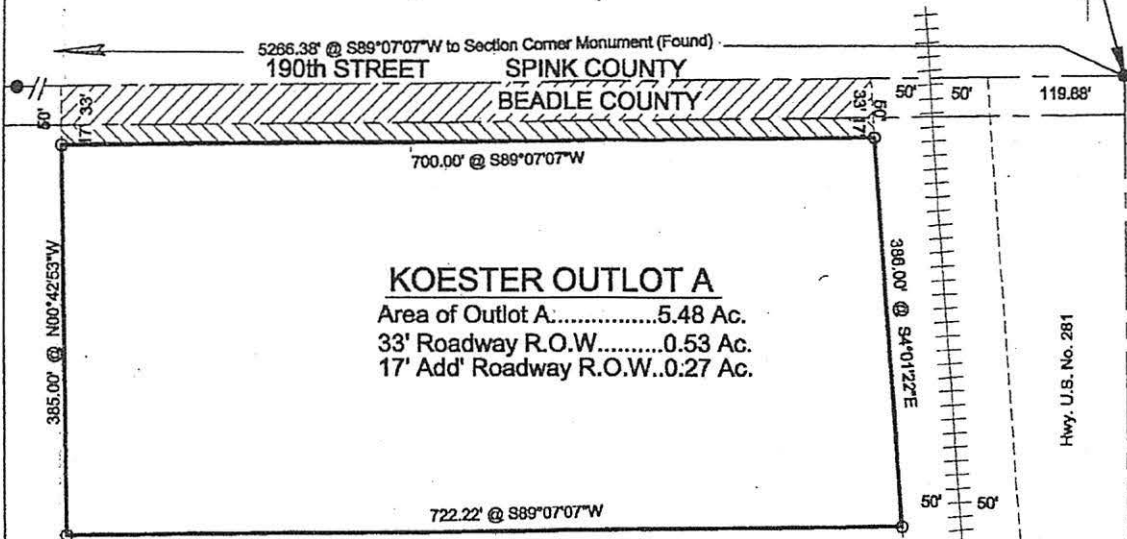 5266.38' @ S89°07'07"W to Section Corner Monument (Found)
190th STREET SPINK COUNTY
BEADLE COUNTY
50'
33'
17'
33'
17'
50'
50'
50'
119.68'
700.00' @ S89°07'07"W
385.00' @ N00°42'53"W
KOESTER OUTLOT A
Area of Outlot A:................5.48 Ac.
33' Roadway R.O.W..........0.53 Ac.
17' Add' Roadway R.O.W..0.27 Ac.
386.00' @ S4°01'22"E
Hwy. U.S. No. 281
722.22' @ S89°07'07"W
50'
50'